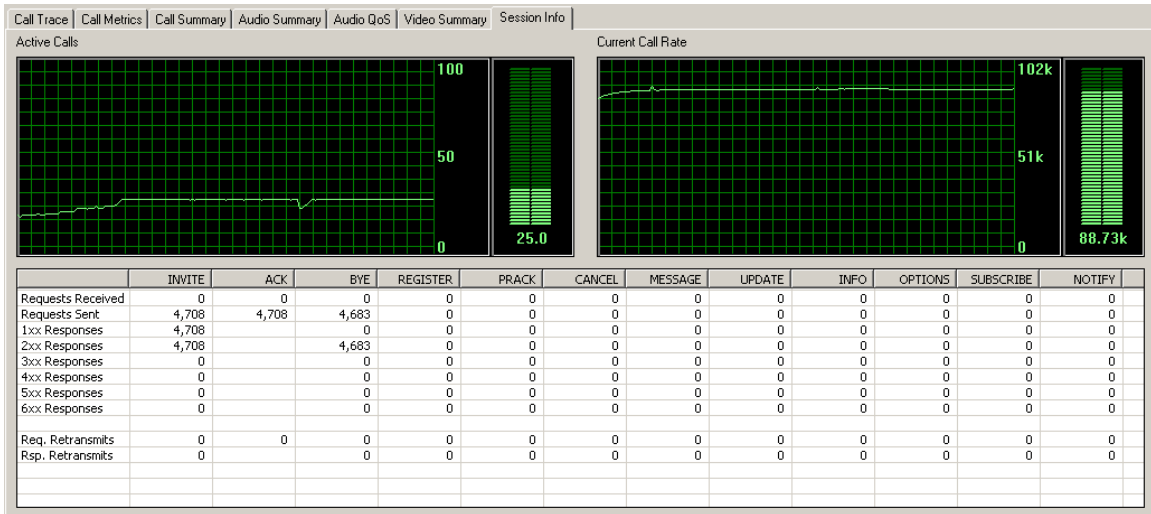 Call Trace Call Metrics Call Summary Audio Summary Audio QoS Video Summary Session Info
Active Calls Current Call Rate
100 102k
50 51k
0 25.0 0 88.73k
INVITE ACK BYE REGISTER PRACK CANCEL MESSAGE UPDATE INFO OPTIONS SUBSCRIBE NOTIFY
Requests Received 0 0 0 0 0 0 0 0 0 0 0 0
Requests Sent 4,708 4,708 4,683 0 0 0 0 0 0 0 0 0
1xx Responses 4,708 0 0 0 0 0 0 0 0 0 0
2xx Responses 4,708 4,683 0 0 0 0 0 0 0 0 0
3xx Responses 0 0 0 0 0 0 0 0 0 0 0
4xx Responses 0 0 0 0 0 0 0 0 0 0 0
5xx Responses 0 0 0 0 0 0 0 0 0 0 0
6xx Responses 0 0 0 0 0 0 0 0 0 0 0
Req. Retransmits 0 0 0 0 0 0 0 0 0 0 0 0
Rsp. Retransmits 0 0 0 0 0 0 0 0 0 0 0